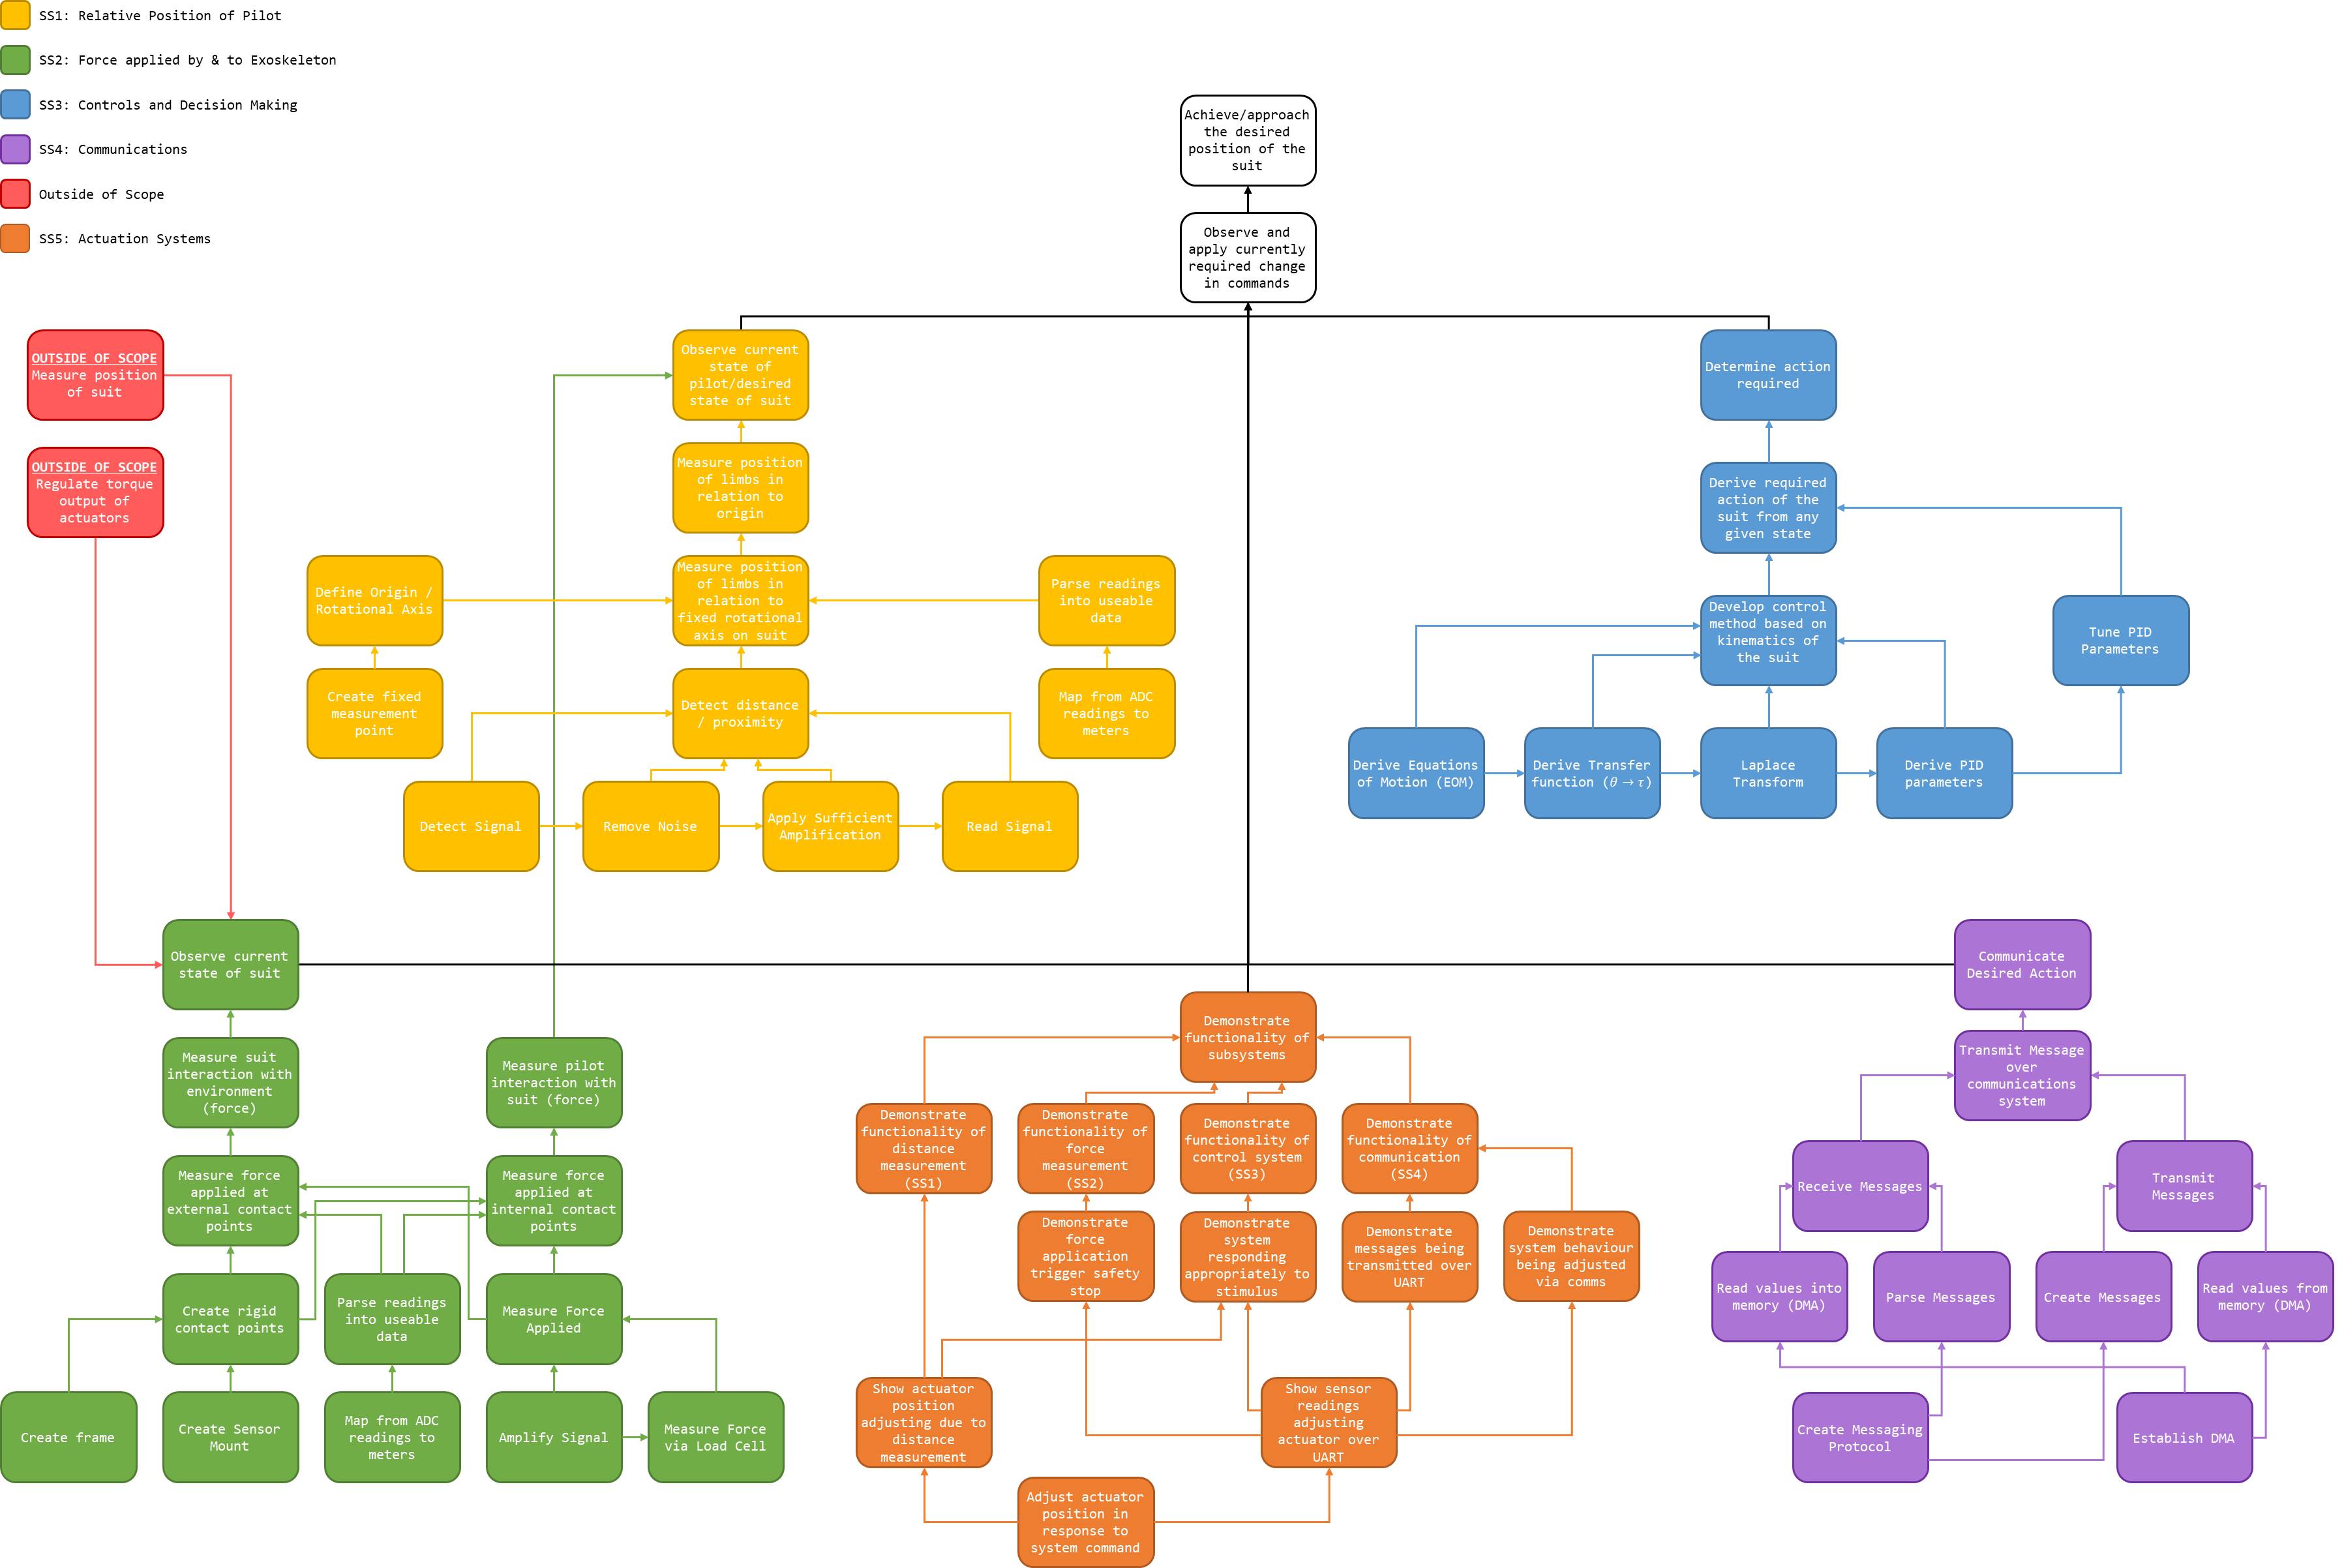 SS1: Relative Position of Pilot
SS2: Force applied by & to Exoskeleton
SS3: Controls and Decision Making
SS4: Communications
Outside of Scope
SS5: Actuation Systems
Achieve/approach
the desired
position of the
suit
Observe and
apply currently
required change
in commands
OUTSIDE OF SCOPE
Measure position
of suit
OUTSIDE OF SCOPE
Regulate torque
output of
actuators
Observe current
state of
pilot/desired
state of suit
Measure position
of limbs in
relation to
origin
Define Origin /
Rotational Axis
Measure position
of limbs in
relation to
fixed rotational
axis on suit
Parse readings
into useable
data
Create fixed
measurement
point
Detect distance
/ proximity
Map from ADC
readings to
meters
Detect Signal
Remove Noise
Apply Sufficient
Amplification
Read Signal
Determine action
required
Derive required
action of the
suit from any
given state
Develop control
method based on
kinematics of
the suit
Tune PID
Parameters
Derive Equations
of Motion (EOM)
Derive Transfer
function (θ → τ)
Laplace
Transform
Derive PID
parameters
Observe current
state of suit
Measure suit
interaction with
environment
(force)
Measure pilot
interaction with
suit (force)
Measure force
applied at
external contact
points
Measure force
applied at
internal contact
points
Create rigid
contact points
Parse readings
into useable
data
Measure Force
Applied
Create frame
Create Sensor
Mount
Map from ADC
readings to
meters
Amplify Signal
Measure Force
via Load Cell
Demonstrate
functionality of
subsystems
Demonstrate
functionality of
distance
measurement
(SS1)
Demonstrate
functionality of
force
measurement
(SS2)
Demonstrate
functionality of
control system
(SS3)
Demonstrate
functionality of
communication
(SS4)
Demonstrate
force
application
trigger safety
stop
Demonstrate
system
responding
appropriately to
stimulus
Demonstrate
messages being
transmitted over
UART
Demonstrate
system behaviour
being adjusted
via comms
Show actuator
position
adjusting due to
distance
measurement
Show sensor
readings
adjusting
actuator over
UART
Adjust actuator
position in
response to
system command
Communicate
Desired Action
Transmit Message
over
communications
system
Receive Messages
Transmit
Messages
Read values into
memory (DMA)
Parse Messages
Create Messages
Read values from
memory (DMA)
Create Messaging
Protocol
Establish DMA